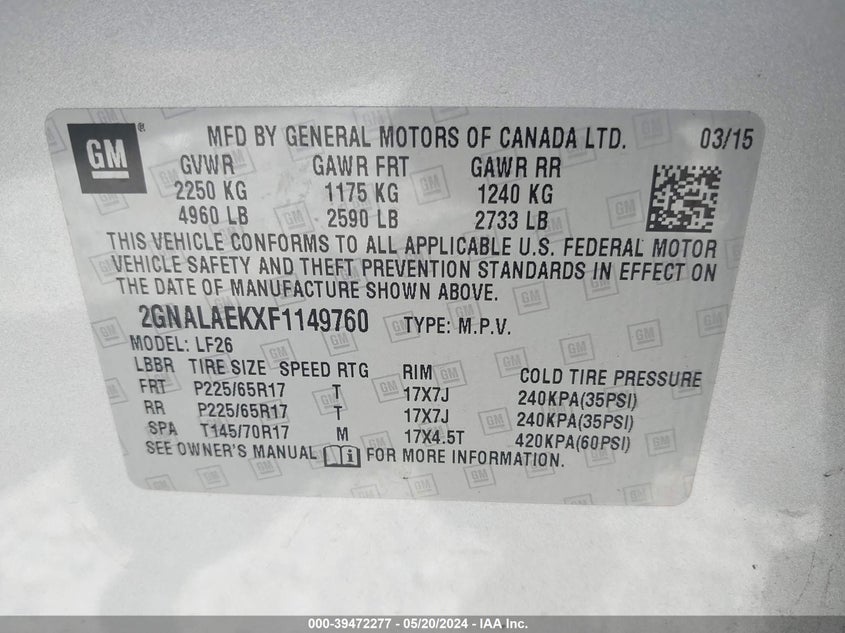 GM ® MFD BY GENERAL MOTORS OF CANADA LTD. 03/15
GVWR GAWR FRT GAWR RR
2250 KG 1175 KG 1240 KG
4960 LB 2590 LB 2733 LB
THIS VEHICLE CONFORMS TO ALL APPLICABLE U.S. FEDERAL MOTOR
VEHICLE SAFETY AND THEFT PREVENTION STANDARDS IN EFFECT ON
THE DATE OF MANUFACTURE SHOWN ABOVE.
2GNALAEKXF1149760 TYPE: M.P.V.
MODEL: LF26
LBBR TIRE SIZE SPEED RTG RIM COLD TIRE PRESSURE
FRT P225/65R17 T 17X7J 240KPA(35PSI)
RR P225/65R17 T 17X7J 240KPA(35PSI)
SPA T145/70R17 M 17X4.5T 420KPA(60PSI)
SEE OWNER'S MANUAL i FOR MORE INFORMATION.
000-39472277 - 05/20/2024 - IAA Inc.